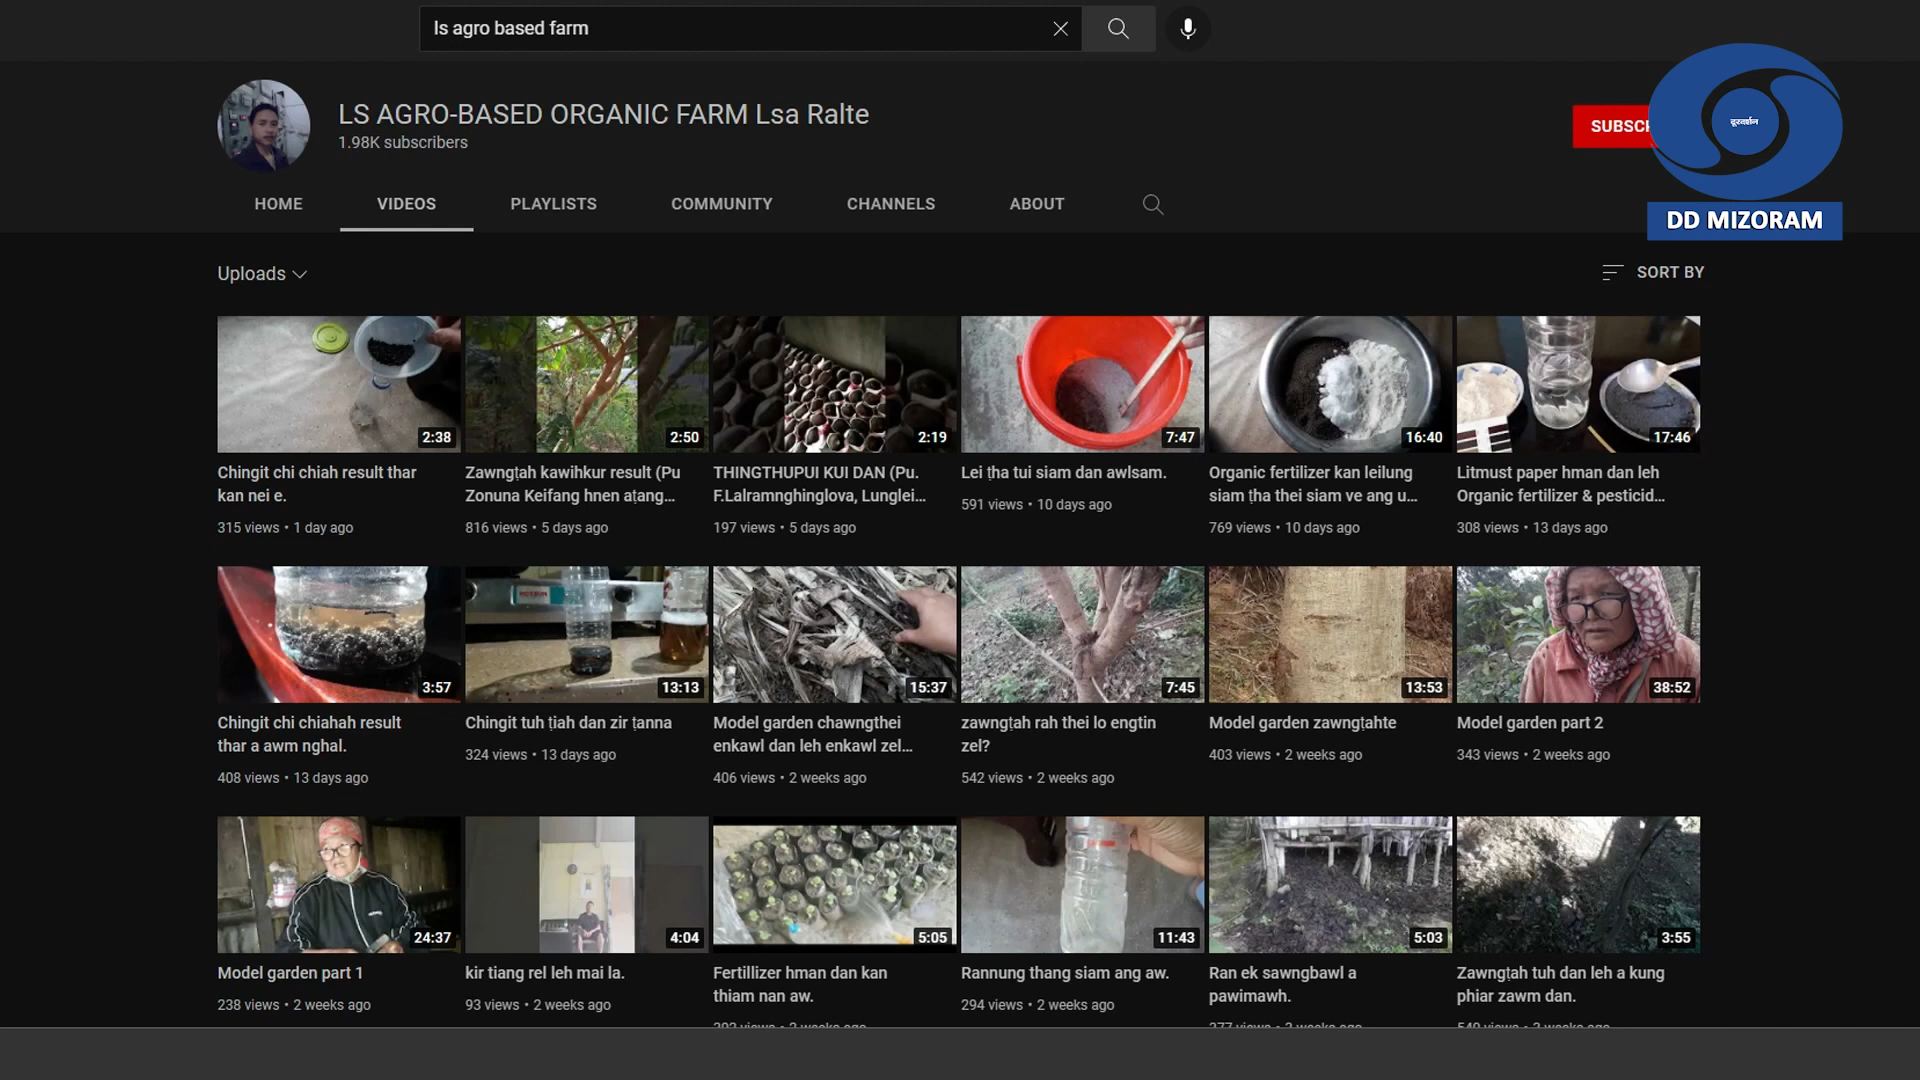 ls agro based farm
LS AGRO-BASED ORGANIC FARM Lsa Ralte
1.98K subscribers
HOME
VIDEOS
PLAYLISTS
COMMUNITY
CHANNELS
ABOUT
दूरदर्शन
DD MIZORAM
Uploads
SORT BY
2:38
2:50
2:19
7:47
16:40
17:46
Chingit chi chiah result thar
kan nei e.
315 views • 1 day ago
Zawngṭah kawihkur result (Pu
Zonuna Keifang hnen aṭang...
816 views • 5 days ago
THINGTHUPUI KUI DAN (Pu.
F.Lalramnghinglova, Lunglei...
197 views • 5 days ago
Lei ṭha tui siam dan awlsam.
591 views • 10 days ago
Organic fertilizer kan leilung
siam ṭha thei siam ve ang u...
769 views • 10 days ago
Litmust paper hman dan leh
Organic fertilizer & pesticid...
308 views • 13 days ago
3:57
13:13
15:37
7:45
13:53
38:52
Chingit chi chiahah result
thar a awm nghal.
408 views • 13 days ago
Chingit tuh ṭiah dan zir ṭanna
324 views • 13 days ago
Model garden chawngthei
enkawl dan leh enkawl zel...
406 views • 2 weeks ago
zawngṭah rah thei lo engtin
zel?
542 views • 2 weeks ago
Model garden zawngṭahte
403 views • 2 weeks ago
Model garden part 2
343 views • 2 weeks ago
24:37
4:04
5:05
11:43
5:03
3:55
Model garden part 1
238 views • 2 weeks ago
kir tiang rel leh mai la.
93 views • 2 weeks ago
Fertillizer hman dan kan
thiam nan aw.
Rannung thang siam ang aw.
294 views • 2 weeks ago
Ran ek sawngbawl a
pawimawh.
Zawngṭah tuh dan leh a kung
phiar zawm dan.